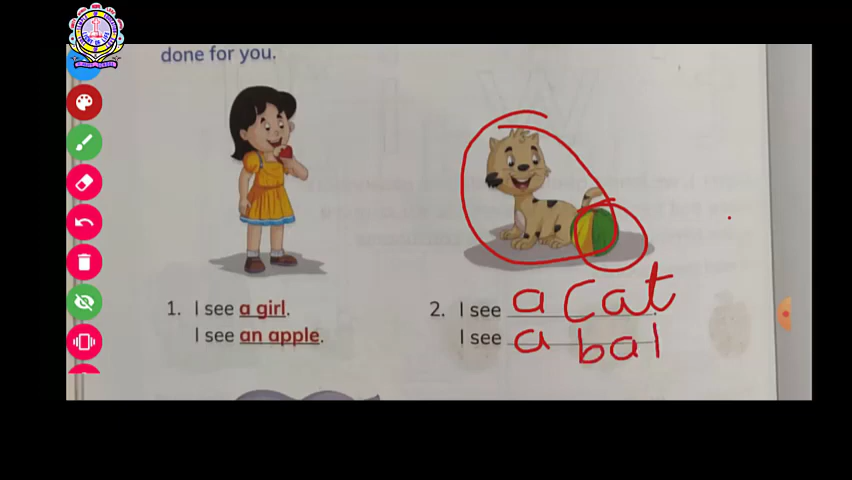 done for you.
1. I see a girl.
I see an apple.
2. I see a cat.
I see a bal